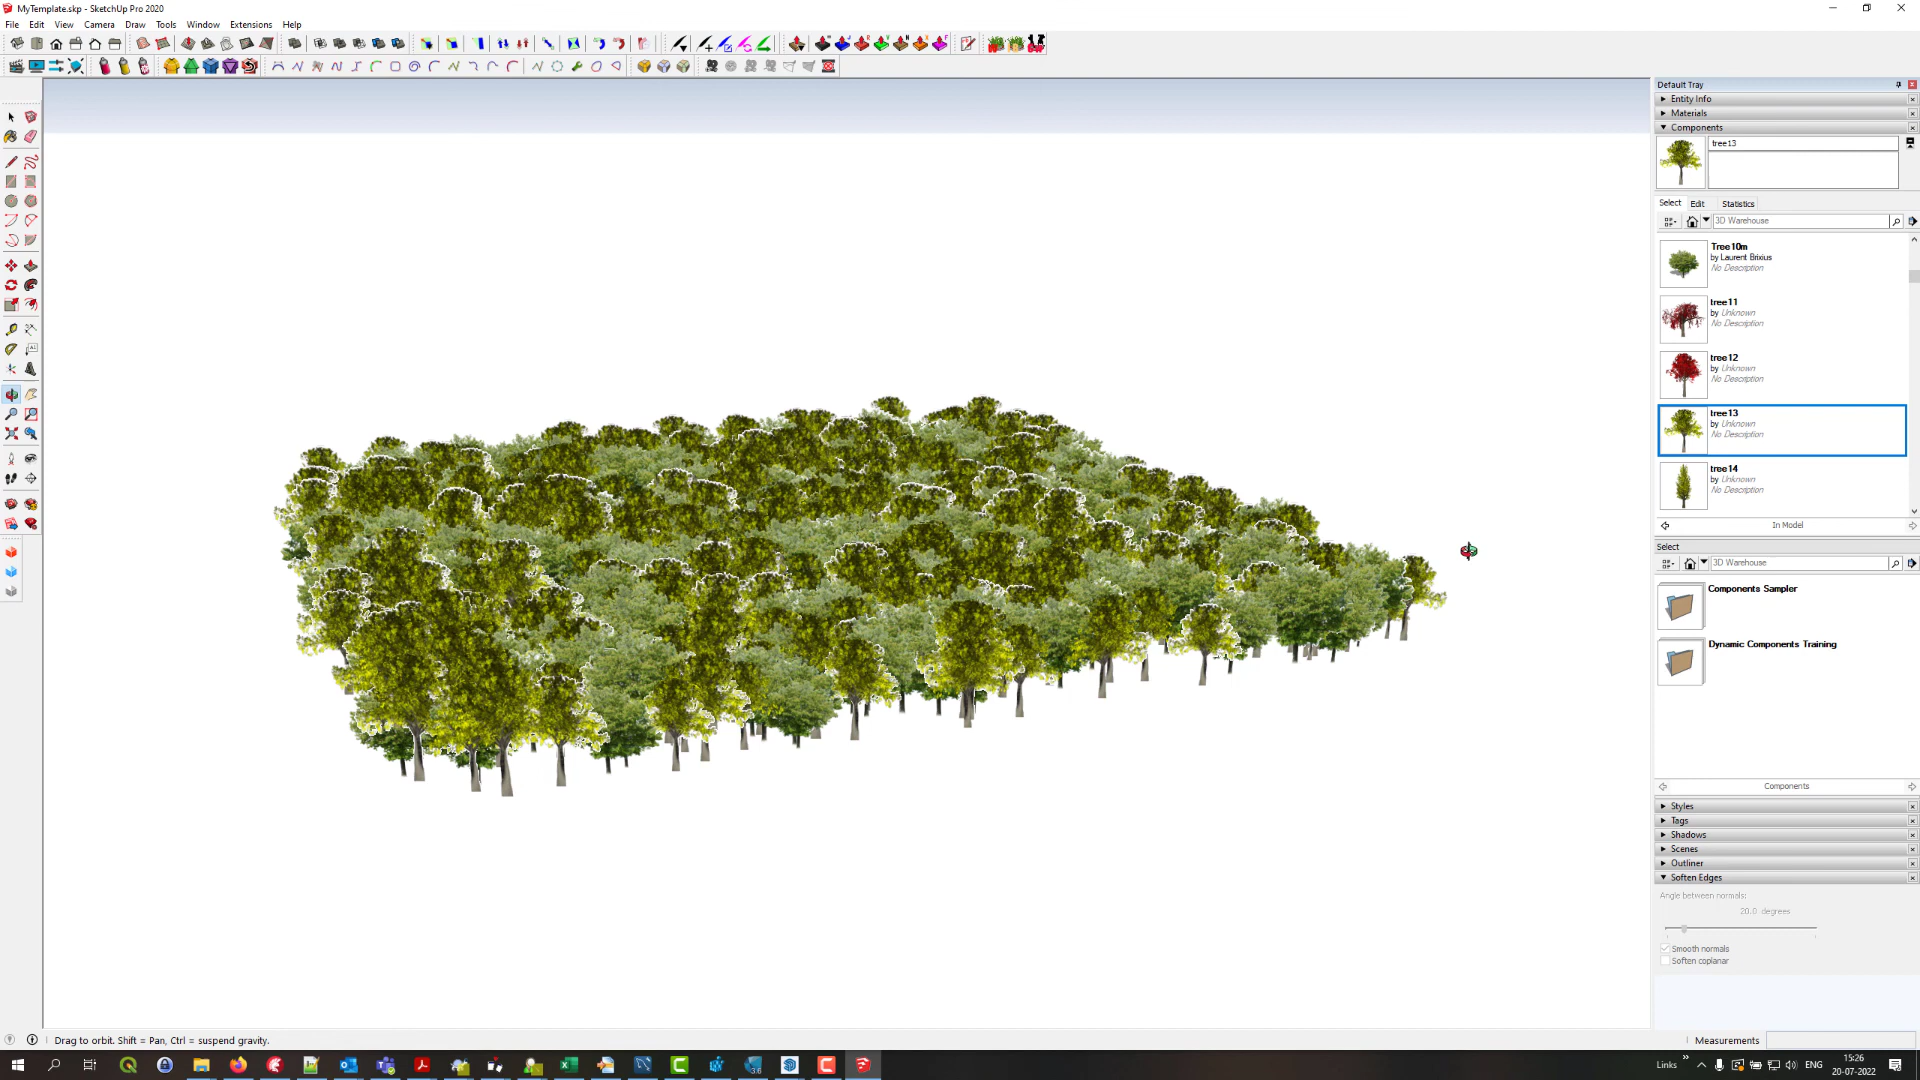 MyTemplate.skp - SketchUp Pro 2020
File Edit View Camera Draw Tools Window Extensions Help
Default Tray
Entity Info
Materials
Components
tree13
Select Edit Statistics
3D Warehouse
Tree10m
by Laurent Brixius
No Description
tree11
by Unknown
No Description
tree12
by Unknown
No Description
tree13
by Unknown
No Description
tree14
by Unknown
No Description
In Model
Select
3D Warehouse
Components Sampler
Dynamic Components Training
Components
Styles
Tags
Shadows
Scenes
Outliner
Soften Edges
Angle between normals:
20.0 degrees
Smooth normals
Soften coplanar
Drag to orbit. Shift = Pan, Ctrl = suspend gravity.
Measurements
Links
ENG
15:26
20-07-2022